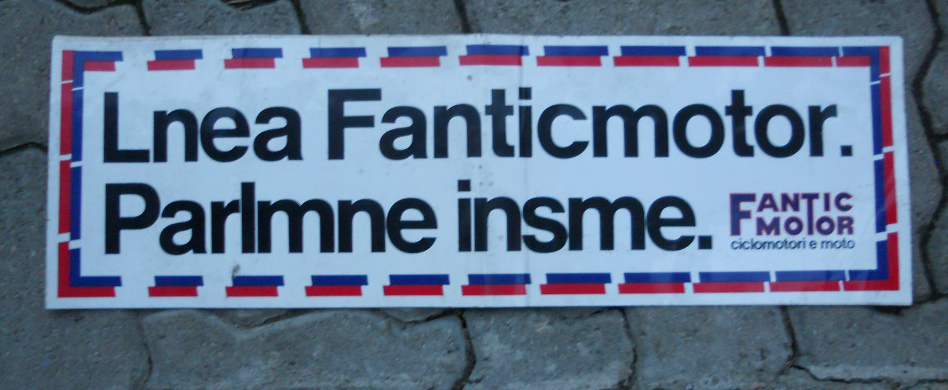 Lnea Fanticmotor.
Parlmne insme.
FANTIC
MOTOR
ciclomotori e moto